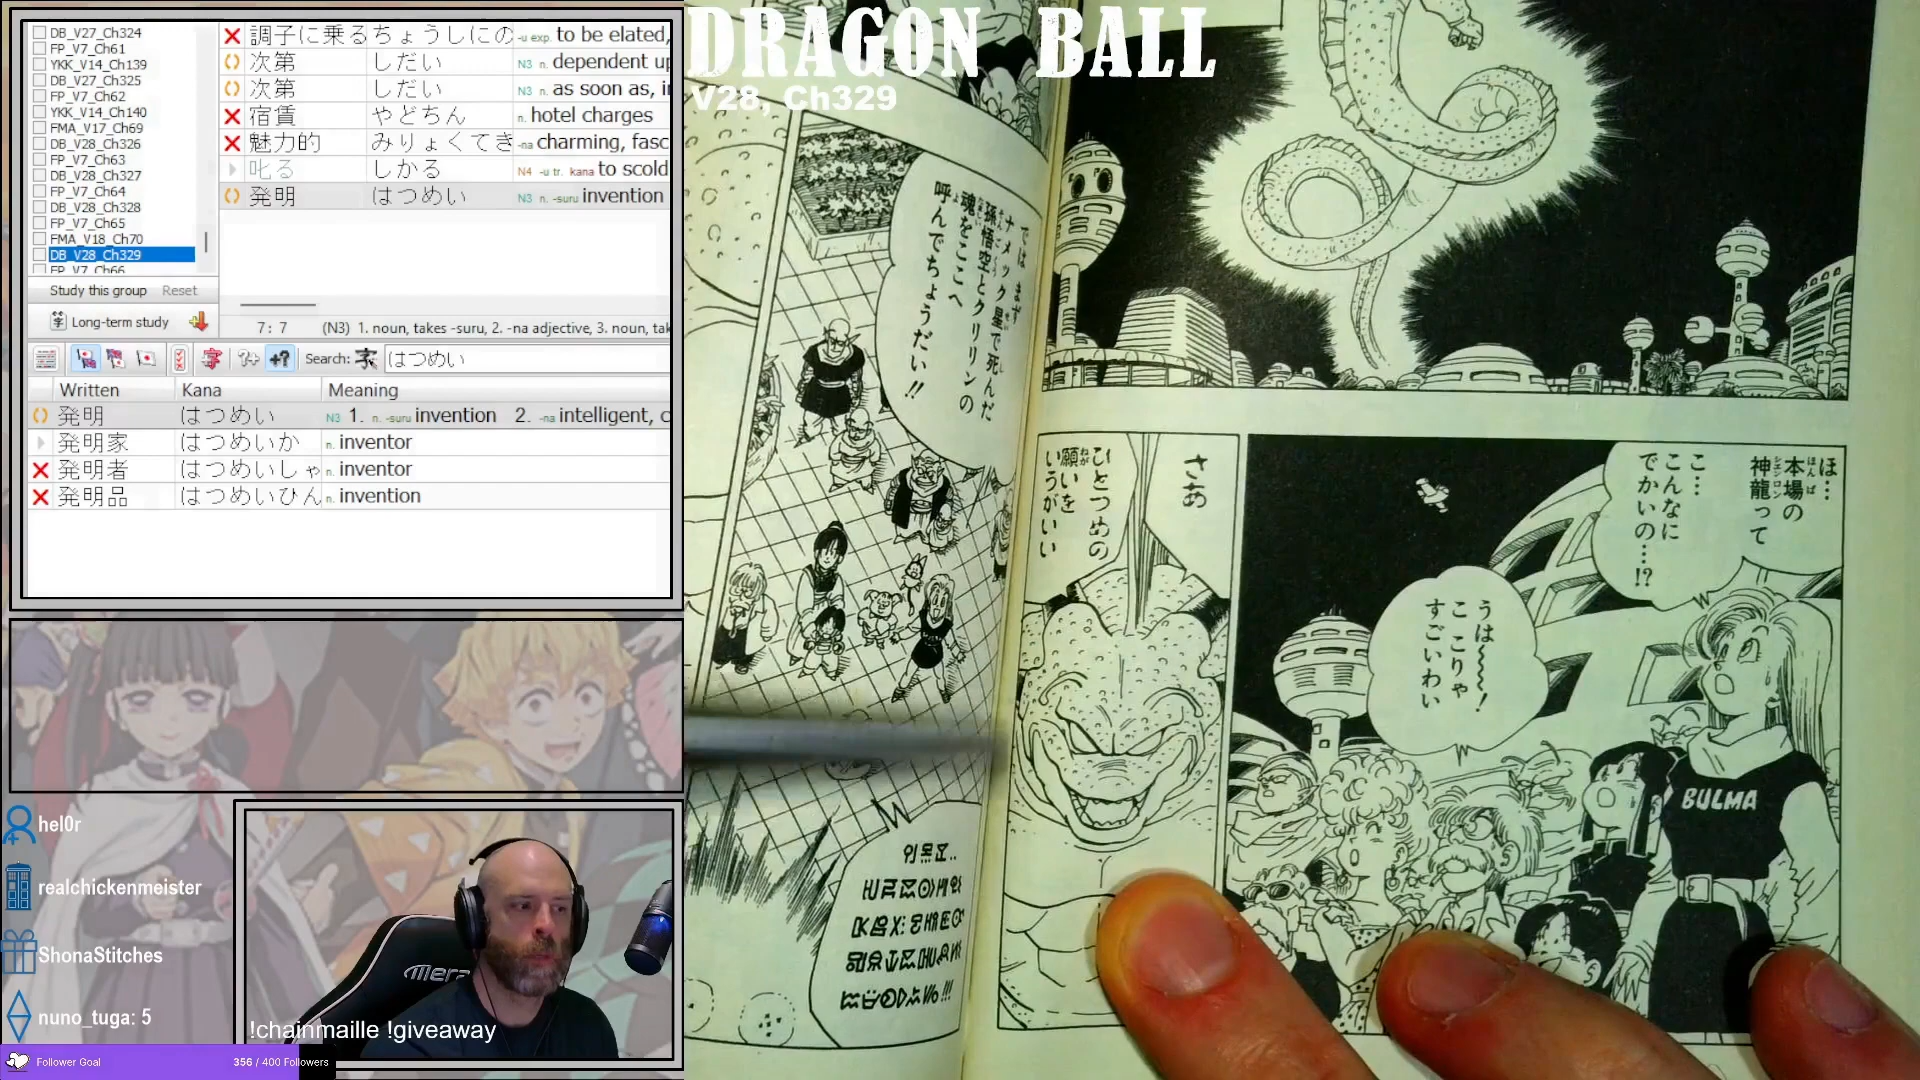 DB_V27_Ch324
FP_V7_Ch61
YKK_V14_Ch139
DB_V27_Ch325
FP_V7_Ch62
YKK_V14_Ch140
FMA_V17_Ch69
DB_V28_Ch326
FP_V7_Ch63
DB_V28_Ch327
FP_V7_Ch64
DB_V28_Ch328
FP_V7_Ch65
FMA_V18_Ch70
DB_V28_Ch329
FP_V7_Ch66
Study this group Reset
Long-term study
調子に乗る ちょうしにの -u exp. to be elated,
次第 しだい N3 n. dependent up
次第 しだい N3 n. as soon as, i
宿賃 やどちん n. hotel charges
魅力的 みりょくてき -na charming, fasc
叱る しかる N4 -u tr. kana to scold
発明 はつめい N3 n. -suru invention
7: 7 (N3) 1. noun, takes -suru, 2. -na adjective, 3. noun, tak
Search: はつめい
Written Kana Meaning
発明 はつめい N3 1. n. -suru invention 2. -na intelligent, c
発明家 はつめいか n. inventor
発明者 はつめいしゃ n. inventor
発明品 はつめいひん n. invention
hel0r
realchickenmeister
ShonaStitches
nuno_tuga: 5
Follower Goal 356 / 400 Followers
!chainmaille !giveaway
DRAGON BALL
V28, Ch329
ほ…
本場の
神龍って
こ…
こんなに
でかいの…!?
うは～～～!
こ こりゃ
すごいわい
BULMA
さあ
ひとつめの
願いを
いうがいい
では まず
ナメック星で死んだ
孫悟空とクリリンの
魂をここへ
呼んでちょうだい!!